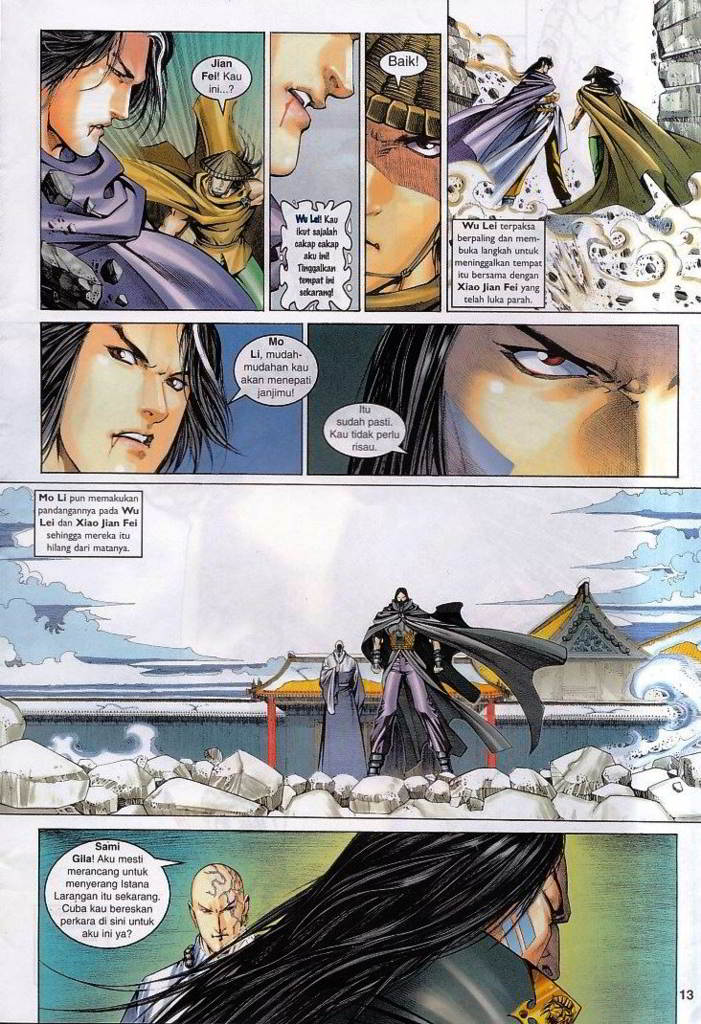 Jian
Fei! Kau
ini...?
Wu Lei! Kau
ikut sajalah
cakap cakap
aku ini!
Tinggalkan
tempat ini
sekarang!
Baik!
Wu Lei terpaksa
berpaling dan mem-
buka langkah untuk
meninggalkan tempat
itu bersama dengan
Xiao Jian Fei yang
telah luka parah.
Mo
Li, mudah-
mudahan kau
akan menepati
janjimu!
Itu
sudah pasti.
Kau tidak perlu
risau.
Mo Li pun memakukan
pandangannya pada Wu
Lei dan Xiao Jian Fei
sehingga mereka itu
hilang dari matanya.
Sami
Gila! Aku mesti
merancang untuk
menyerang Istana
Larangan itu sekarang.
Cuba kau bereskan
perkara di sini untuk
aku ini ya?
13